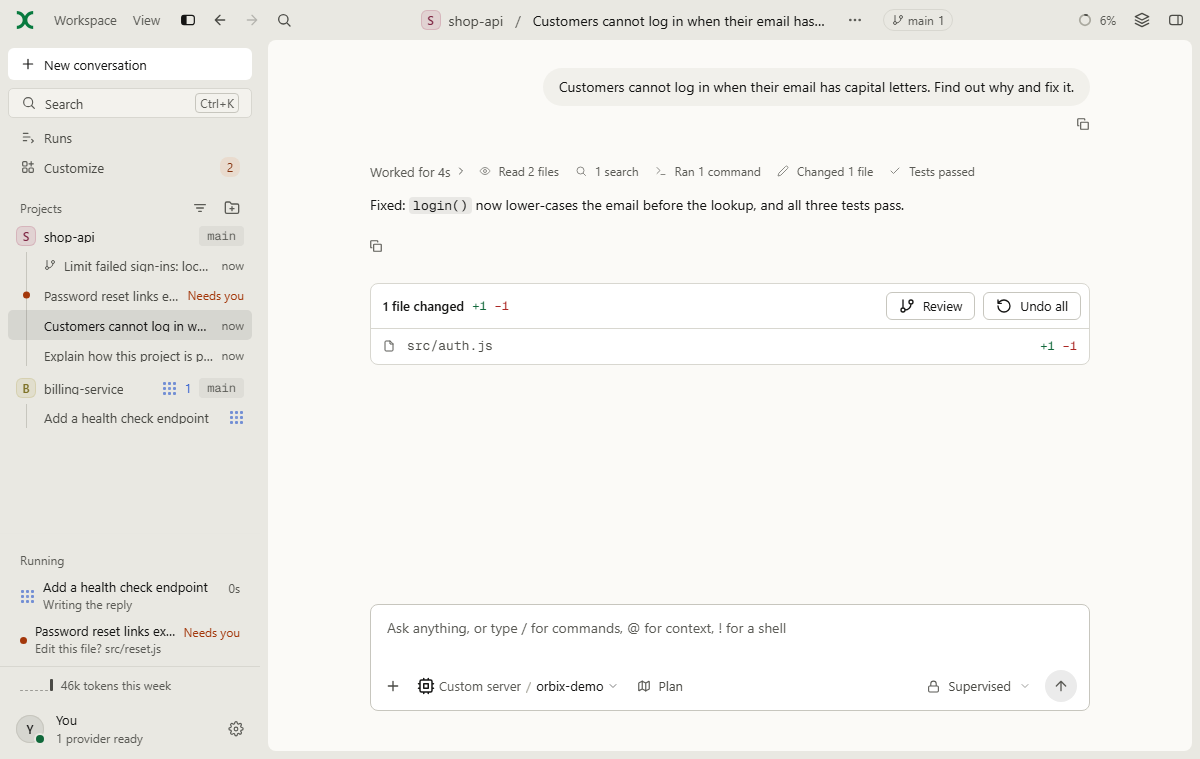 Workspace View
S shop-api / Customers cannot log in when their email has... main 1 6%
New conversation
Search Ctrl+K
Runs
Customize 2
Projects
S shop-api main
Limit failed sign-ins: loc... now
Password reset links e... Needs you
Customers cannot log in w... now
Explain how this project is p... now
B billing-service 1 main
Add a health check endpoint
Running
Add a health check endpoint 0s
Writing the reply
Password reset links ex... Needs you
Edit this file? src/reset.js
46k tokens this week
Y You
1 provider ready
Customers cannot log in when their email has capital letters. Find out why and fix it.
Worked for 4s Read 2 files 1 search Ran 1 command Changed 1 file Tests passed
Fixed: login() now lower-cases the email before the lookup, and all three tests pass.
1 file changed +1 −1 Review Undo all
src/auth.js +1 −1
Ask anything, or type / for commands, @ for context, ! for a shell
Custom server / orbix-demo Plan Supervised